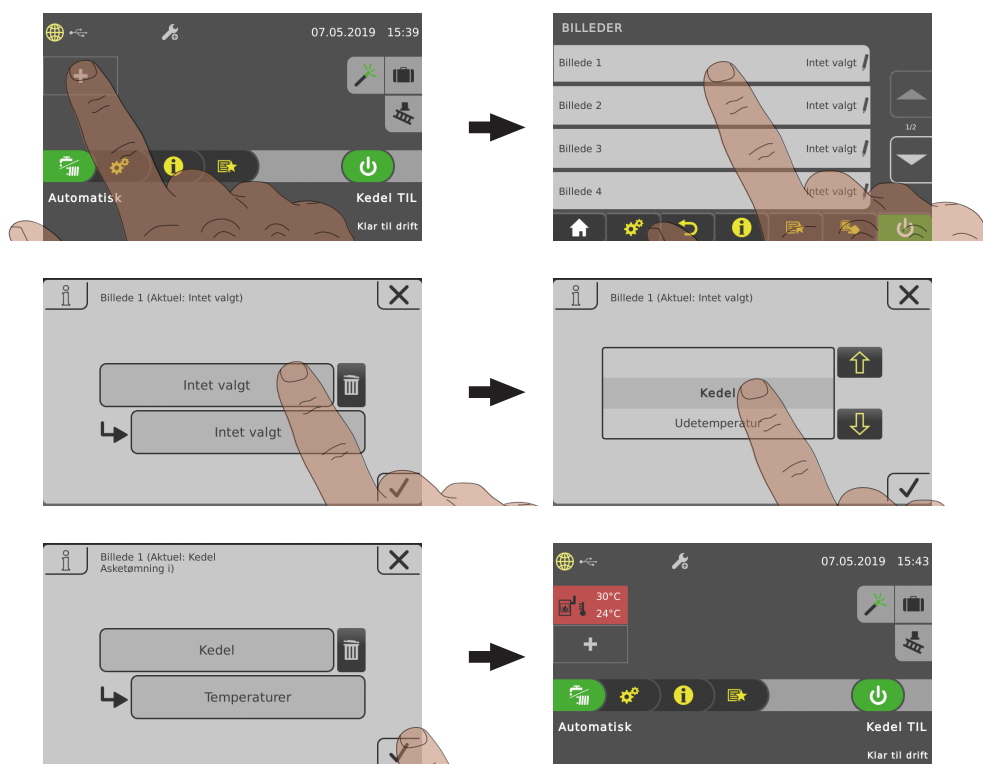 07.05.2019 15:39
+
Automatisk
Kedel TIL
Klar til drift
BILLEDER
Billede 1 Intet valgt
Billede 2 Intet valgt
1/2
Billede 3 Intet valgt
Billede 4 Intet valgt
Billede 1 (Aktuel: Intet valgt)
Intet valgt
Intet valgt
Billede 1 (Aktuel: Intet valgt)
Kedel
Udetemperatur
Billede 1 (Aktuel: Kedel
Asketømning i)
Kedel
Temperaturer
07.05.2019 15:43
30°C
24°C
+
Automatisk
Kedel TIL
Klar til drift